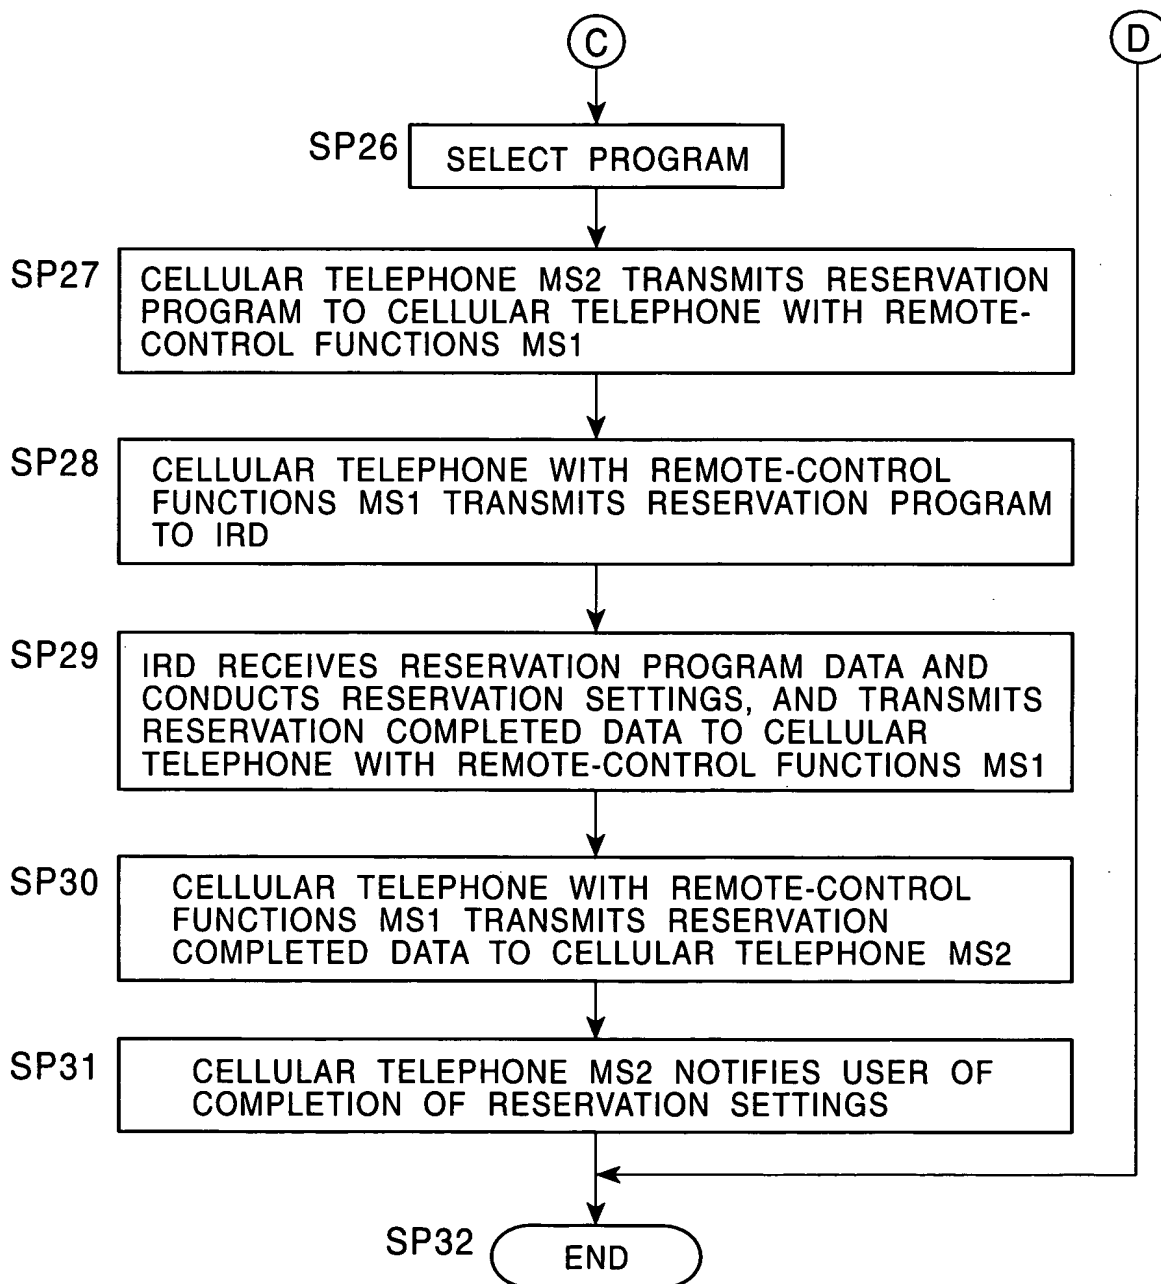 C
D
SP26
SELECT PROGRAM
SP27
CELLULAR TELEPHONE MS2 TRANSMITS RESERVATION
PROGRAM TO CELLULAR TELEPHONE WITH REMOTE-
CONTROL FUNCTIONS MS1
SP28
CELLULAR TELEPHONE WITH REMOTE-CONTROL
FUNCTIONS MS1 TRANSMITS RESERVATION PROGRAM
TO IRD
SP29
IRD RECEIVES RESERVATION PROGRAM DATA AND
CONDUCTS RESERVATION SETTINGS, AND TRANSMITS
RESERVATION COMPLETED DATA TO CELLULAR
TELEPHONE WITH REMOTE-CONTROL FUNCTIONS MS1
SP30
CELLULAR TELEPHONE WITH REMOTE-CONTROL
FUNCTIONS MS1 TRANSMITS RESERVATION
COMPLETED DATA TO CELLULAR TELEPHONE MS2
SP31
CELLULAR TELEPHONE MS2 NOTIFIES USER OF
COMPLETION OF RESERVATION SETTINGS
SP32
END